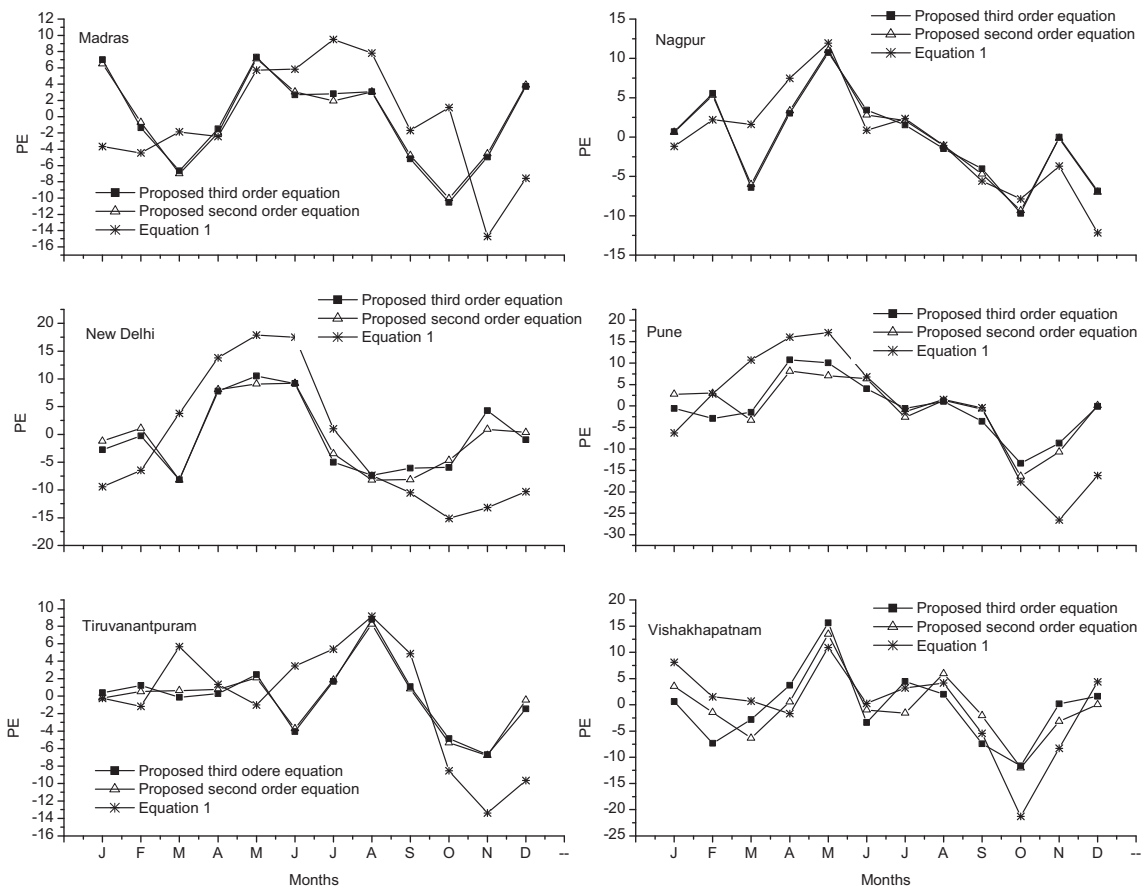 Madras
PE
12
10
8
6
4
2
0
-2
-4
-6
-8
-10
-12
-14
-16
Proposed third order equation
Proposed second order equation
Equation 1
Nagpur
PE
15
10
5
0
-5
-10
-15
Proposed third order equation
Proposed second order equation
Equation 1
New Delhi
PE
20
15
10
5
0
-5
-10
-15
-20
Proposed third order equation
Proposed second order equation
Equation 1
Pune
PE
20
15
10
5
0
-5
-10
-15
-20
-25
-30
Proposed third order equation
Proposed second order equation
Equation 1
Tiruvanantpuram
PE
10
8
6
4
2
0
-2
-4
-6
-8
-10
-12
-14
-16
Proposed third odere equation
Proposed second order equation
Equation 1
J F M A M J J A S O N D --
Months
Vishakhapatnam
PE
20
15
10
5
0
-5
-10
-15
-20
-25
Proposed third order equation
Proposed second order equation
Equation 1
J F M A M J J A S O N D --
Months